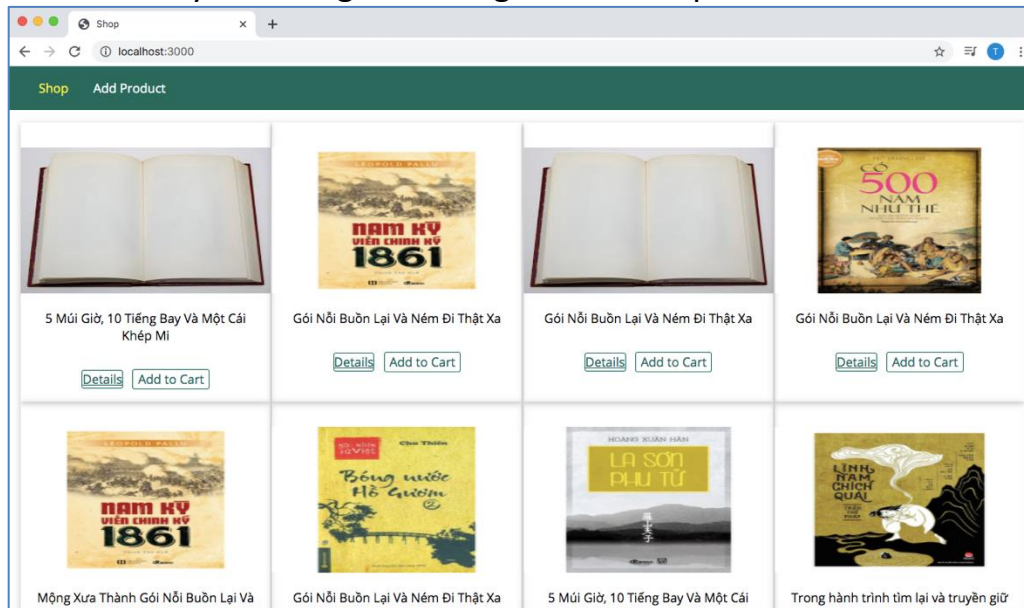 Shop
localhost:3000
T
Shop Add Product
LÉOPOLD PALLU
NAM KỲ
VIỄN CHINH KÝ
1861
CÓ
500
NĂM
NHƯ THẾ
5 Múi Giờ, 10 Tiếng Bay Và Một Cái
Khép Mi
Details Add to Cart
Gói Nỗi Buồn Lại Và Ném Đi Thật Xa
Details Add to Cart
Gói Nỗi Buồn Lại Và Ném Đi Thật Xa
Details Add to Cart
Gói Nỗi Buồn Lại Và Ném Đi Thật Xa
Details Add to Cart
LÉOPOLD PALLU
NAM KỲ
VIỄN CHINH KÝ
1861
Chu Thiên
Bóng nước
Hồ Gươm
2
HOÀNG XUÂN HÃN
LA SƠN
PHU TỬ
LĨNH
NAM
CHÍCH
QUÁI
Mộng Xưa Thành Gói Nỗi Buồn Lại Và
Gói Nỗi Buồn Lại Và Ném Đi Thật Xa
5 Múi Giờ, 10 Tiếng Bay Và Một Cái
Trong hành trình tìm lại và truyền giữ